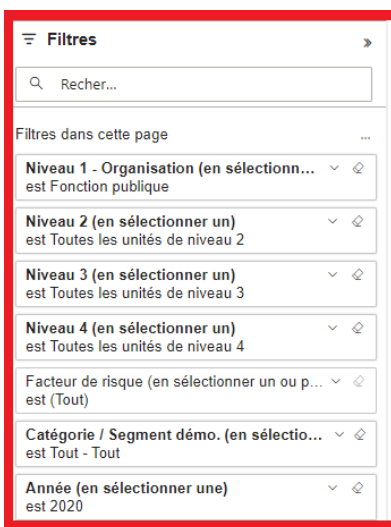 Filtres
Recher...
Filtres dans cette page
...
Niveau 1 - Organisation (en sélectionn...
est Fonction publique
Niveau 2 (en sélectionner un)
est Toutes les unités de niveau 2
Niveau 3 (en sélectionner un)
est Toutes les unités de niveau 3
Niveau 4 (en sélectionner un)
est Toutes les unités de niveau 4
Facteur de risque (en sélectionner un ou p...
est (Tout)
Catégorie / Segment démo. (en sélectio...
est Tout - Tout
Année (en sélectionner une)
est 2020